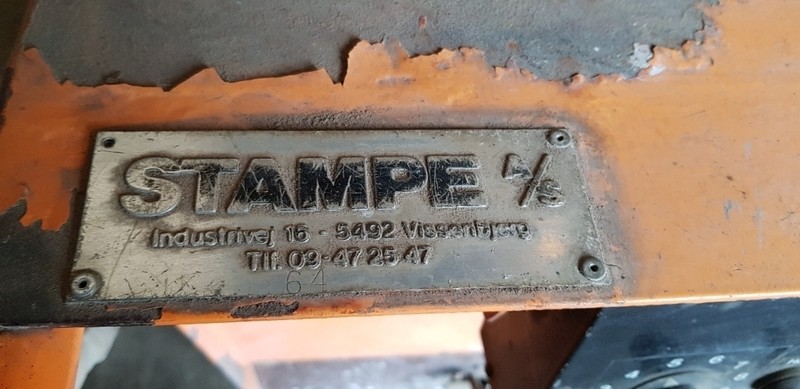 STAMPE A/S
Industrivej 16 - 5492 Vissenbjerg
Tlf. 09-47 25 47
64